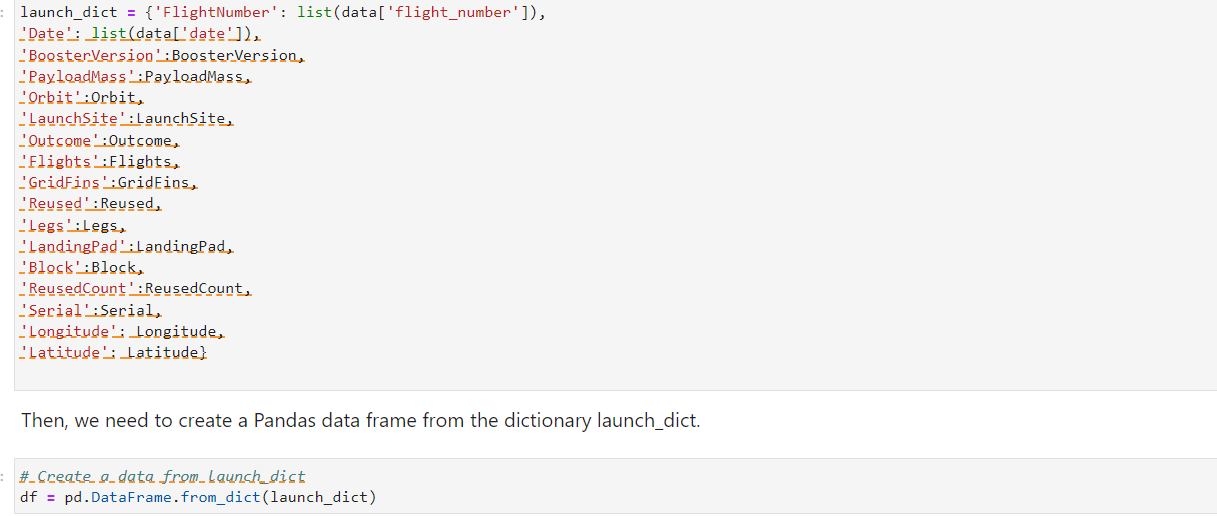 launch_dict = {'FlightNumber': list(data['flight_number']),
'Date': list(data['date']),
'BoosterVersion':BoosterVersion,
'PayloadMass':PayloadMass,
'Orbit':Orbit,
'LaunchSite':LaunchSite,
'Outcome':Outcome,
'Flights':Flights,
'GridFins':GridFins,
'Reused':Reused,
'Legs':Legs,
'LandingPad':LandingPad,
'Block':Block,
'ReusedCount':ReusedCount,
'Serial':Serial,
'Longitude': Longitude,
'Latitude': Latitude}
Then, we need to create a Pandas data frame from the dictionary launch_dict.
# Create a data from launch_dict
df = pd.DataFrame.from_dict(launch_dict)